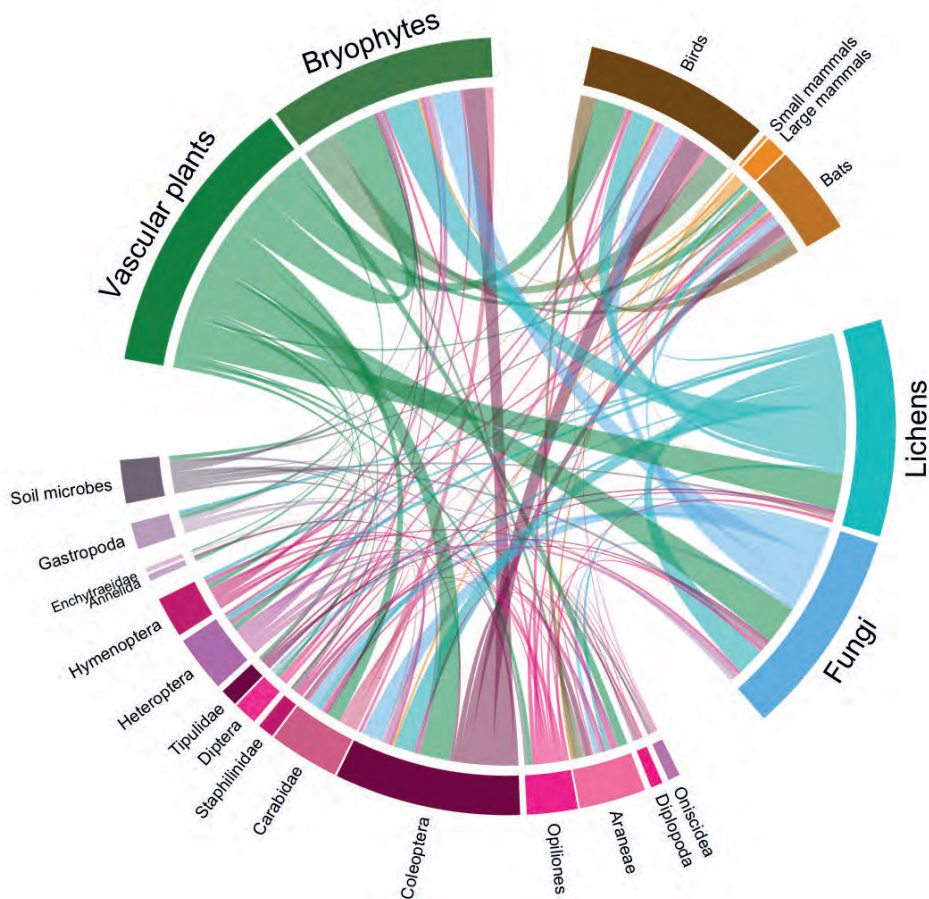 Bryophytes
Birds
Small mammals
Large mammals
Bats
Vascular plants
Lichens
Soil microbes
Gastropoda
Enchytraeidae
Annelida
Fungi
Hymenoptera
Heteroptera
Tipulidae
Diptera
Staphilinidae
Carabidae
Coleoptera
Opiliones
Araneae
Diplopoda
Oniscidea